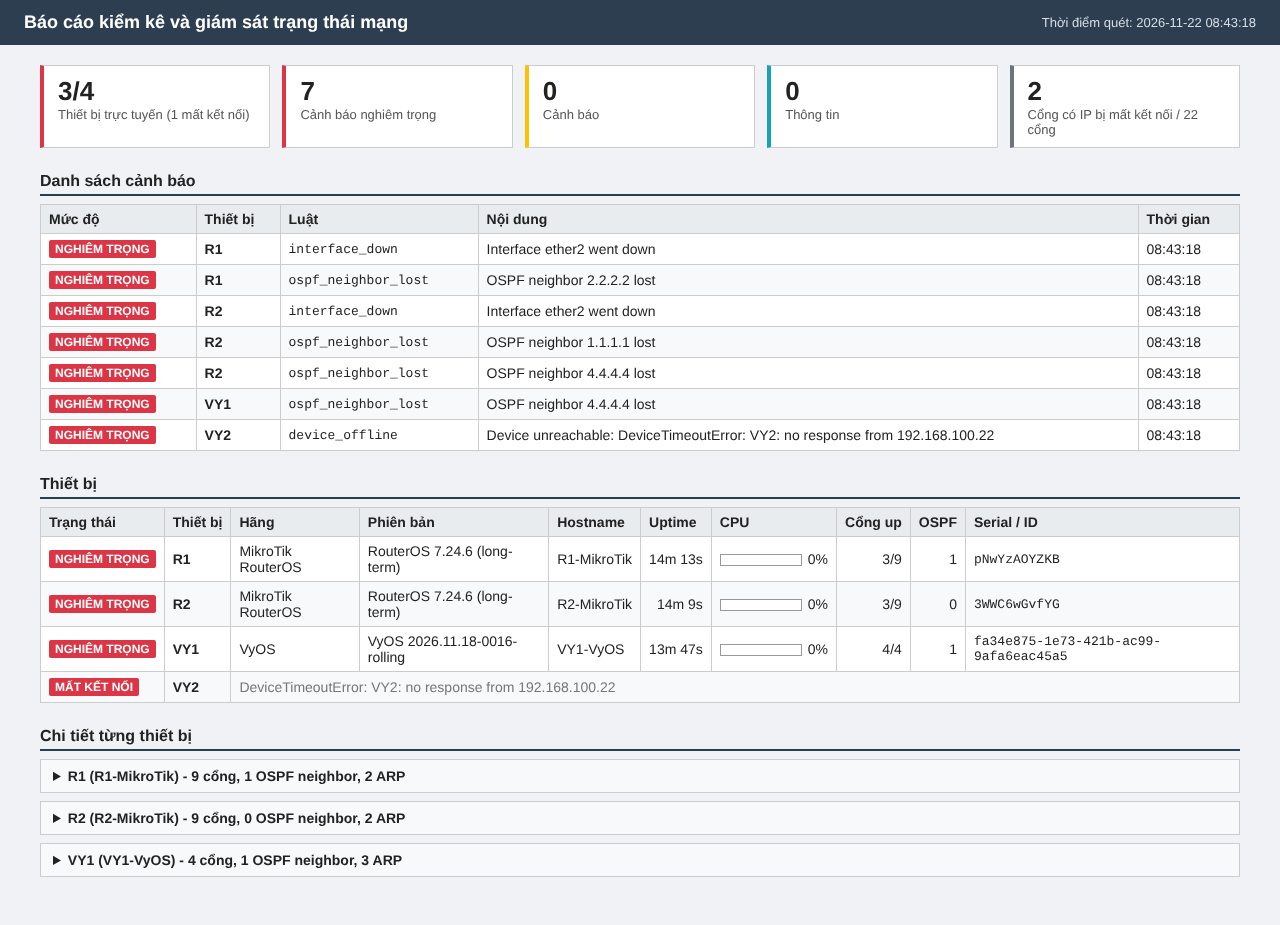 Báo cáo kiểm kê và giám sát trạng thái mạng
Thời điểm quét: 2026-11-22 08:43:18
3/4
Thiết bị trực tuyến (1 mất kết nối)
7
Cảnh báo nghiêm trọng
0
Cảnh báo
0
Thông tin
2
Cổng có IP bị mất kết nối / 22
cổng
Danh sách cảnh báo
Mức độ Thiết bị Luật Nội dung Thời gian
NGHIÊM TRỌNG R1 interface_down Interface ether2 went down 08:43:18
NGHIÊM TRỌNG R1 ospf_neighbor_lost OSPF neighbor 2.2.2.2 lost 08:43:18
NGHIÊM TRỌNG R2 interface_down Interface ether2 went down 08:43:18
NGHIÊM TRỌNG R2 ospf_neighbor_lost OSPF neighbor 1.1.1.1 lost 08:43:18
NGHIÊM TRỌNG R2 ospf_neighbor_lost OSPF neighbor 4.4.4.4 lost 08:43:18
NGHIÊM TRỌNG VY1 ospf_neighbor_lost OSPF neighbor 4.4.4.4 lost 08:43:18
NGHIÊM TRỌNG VY2 device_offline Device unreachable: DeviceTimeoutError: VY2: no response from 192.168.100.22 08:43:18
Thiết bị
Trạng thái Thiết bị Hãng Phiên bản Hostname Uptime CPU Cổng up OSPF Serial / ID
NGHIÊM TRỌNG R1 MikroTik RouterOS RouterOS 7.24.6 (long-term) R1-MikroTik 14m 13s 0% 3/9 1 pNwYzAOYZKB
NGHIÊM TRỌNG R2 MikroTik RouterOS RouterOS 7.24.6 (long-term) R2-MikroTik 14m 9s 0% 3/9 0 3WWC6wGvfYG
NGHIÊM TRỌNG VY1 VyOS VyOS 2026.11.18-0016-rolling VY1-VyOS 13m 47s 0% 4/4 1 fa34e875-1e73-421b-ac99-9afa6eac45a5
MẤT KẾT NỐI VY2 DeviceTimeoutError: VY2: no response from 192.168.100.22
Chi tiết từng thiết bị
R1 (R1-MikroTik) - 9 cổng, 1 OSPF neighbor, 2 ARP
R2 (R2-MikroTik) - 9 cổng, 0 OSPF neighbor, 2 ARP
VY1 (VY1-VyOS) - 4 cổng, 1 OSPF neighbor, 3 ARP